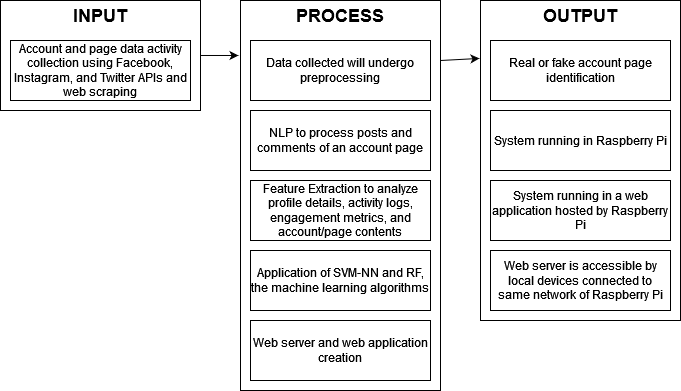 INPUT
Account and page data activity
collection using Facebook,
Instagram, and Twitter APIs and
web scraping
PROCESS
Data collected will undergo
preprocessing
NLP to process posts and
comments of an account page
Feature Extraction to analyze
profile details, activity logs,
engagement metrics, and
account/page contents
Application of SVM-NN and RF,
the machine learning algorithms
Web server and web application
creation
OUTPUT
Real or fake account page
identification
System running in Raspberry Pi
System running in a web
application hosted by Raspberry
Pi
Web server is accessible by
local devices connected to
same network of Raspberry Pi